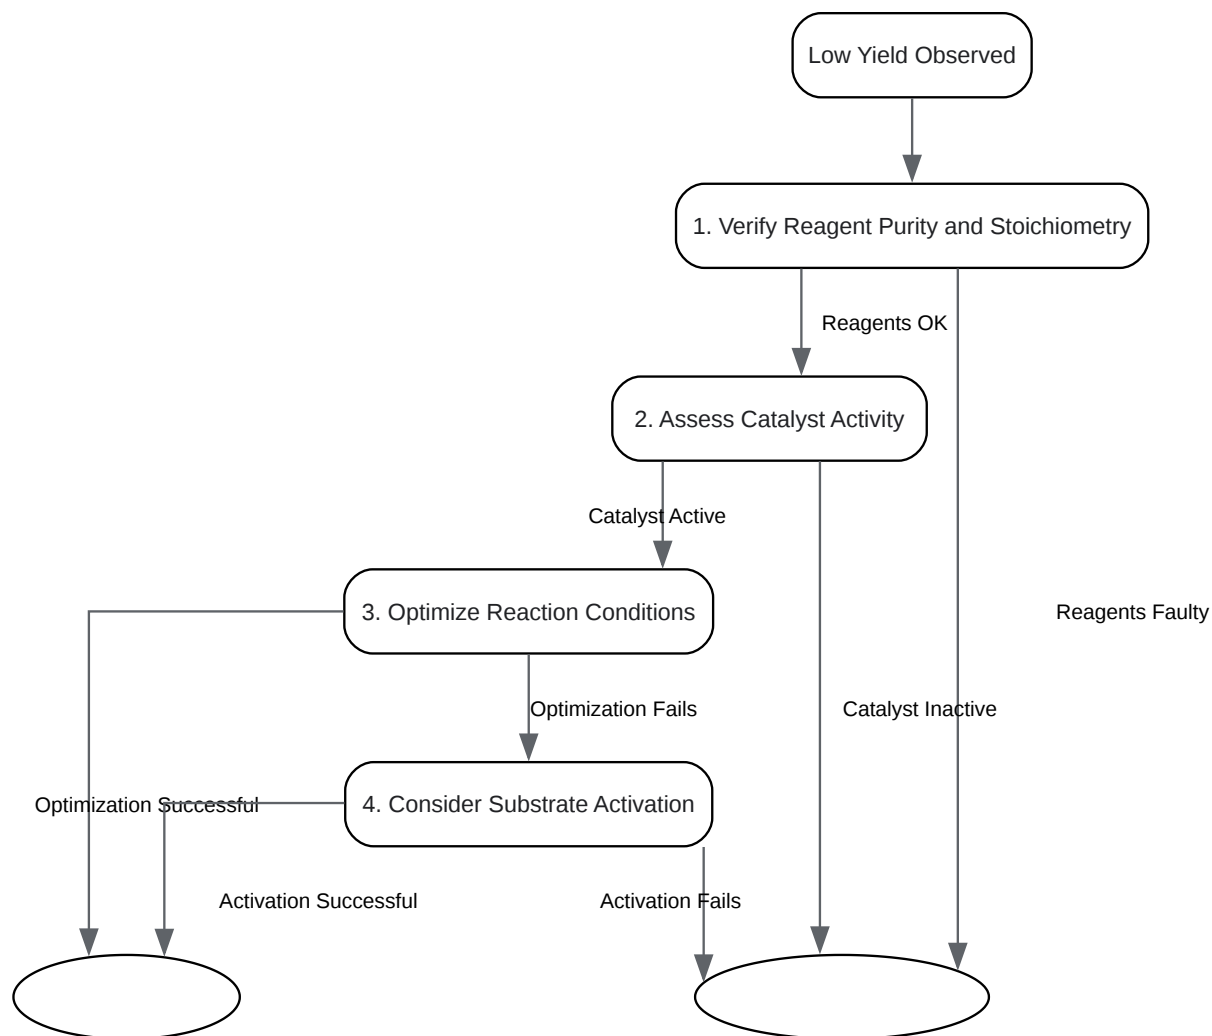 Low Yield Observed
1. Verify Reagent Purity and Stoichiometry
Reagents OK
2. Assess Catalyst Activity
Catalyst Active
3. Optimize Reaction Conditions
Reagents Faulty
Optimization Fails
Catalyst Inactive
Optimization Successful
4. Consider Substrate Activation
Activation Successful
Activation Fails